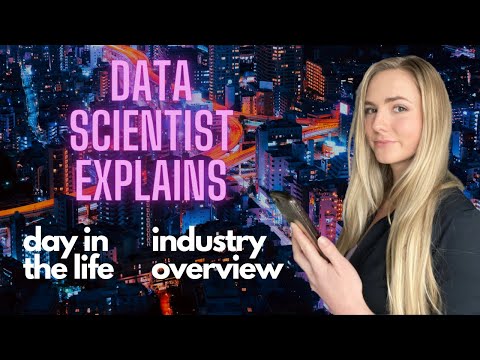 DATA
SCIENTIST
EXPLAINS
day in
the life
industry
overview